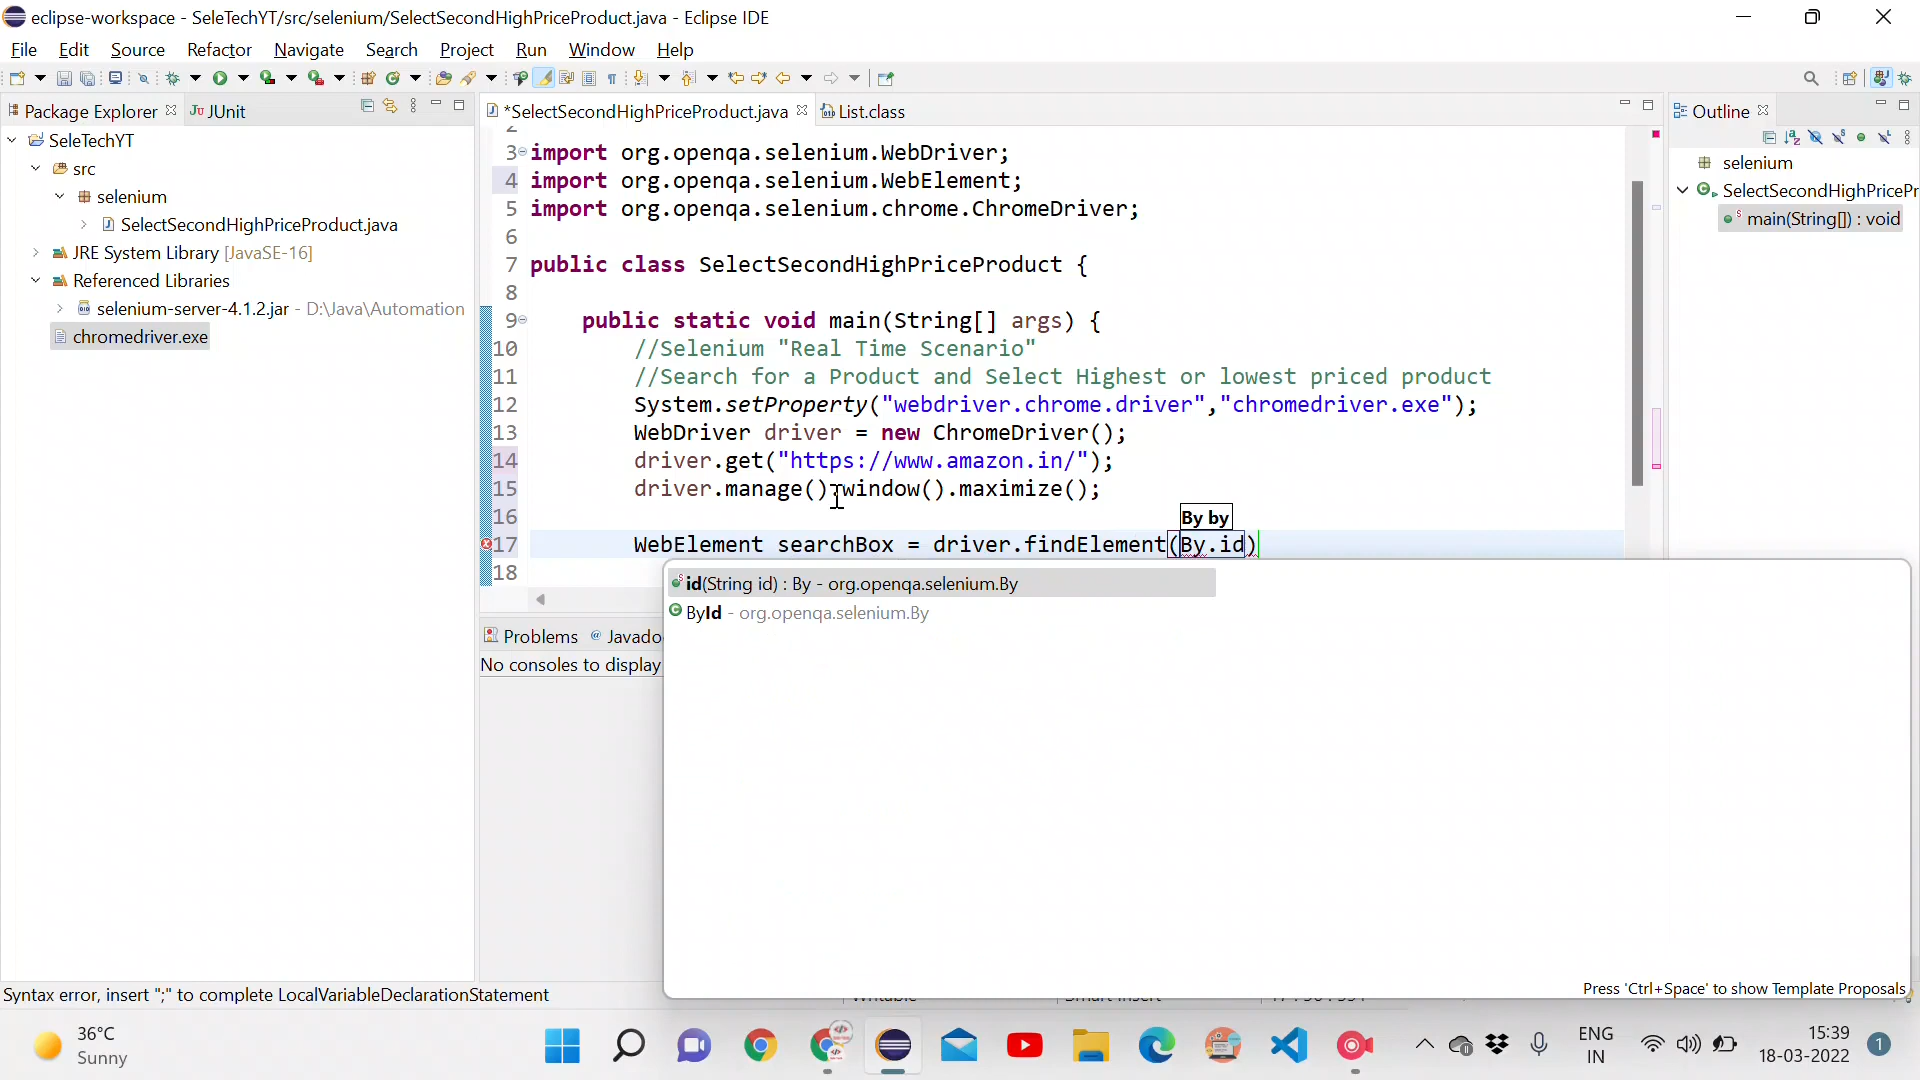 eclipse-workspace - SeleTechYT/src/selenium/SelectSecondHighPriceProduct.java - Eclipse IDE
File Edit Source Refactor Navigate Search Project Run Window Help
Package Explorer JUnit
*SelectSecondHighPriceProduct.java List.class
Outline
SeleTechYT
src
selenium
SelectSecondHighPriceProduct.java
JRE System Library [JavaSE-16]
Referenced Libraries
selenium-server-4.1.2.jar - D:\Java\Automation
chromedriver.exe
2
3 import org.openqa.selenium.WebDriver;
4 import org.openqa.selenium.WebElement;
5 import org.openqa.selenium.chrome.ChromeDriver;
6
7 public class SelectSecondHighPriceProduct {
8
9 public static void main(String[] args) {
10 //Selenium "Real Time Scenario"
11 //Search for a Product and Select Highest or lowest priced product
12 System.setProperty("webdriver.chrome.driver","chromedriver.exe");
13 WebDriver driver = new ChromeDriver();
14 driver.get("https://www.amazon.in/");
15 driver.manage().window().maximize();
16
By by
17 WebElement searchBox = driver.findElement(By.id)
18
id(String id) : By - org.openqa.selenium.By
ById - org.openqa.selenium.By
Press 'Ctrl+Space' to show Template Proposals
selenium
SelectSecondHighPricePr
main(String[]) : void
Problems @ Javado
No consoles to display
Syntax error, insert ";" to complete LocalVariableDeclarationStatement
36°C
Sunny
ENG
IN
15:39
18-03-2022
1